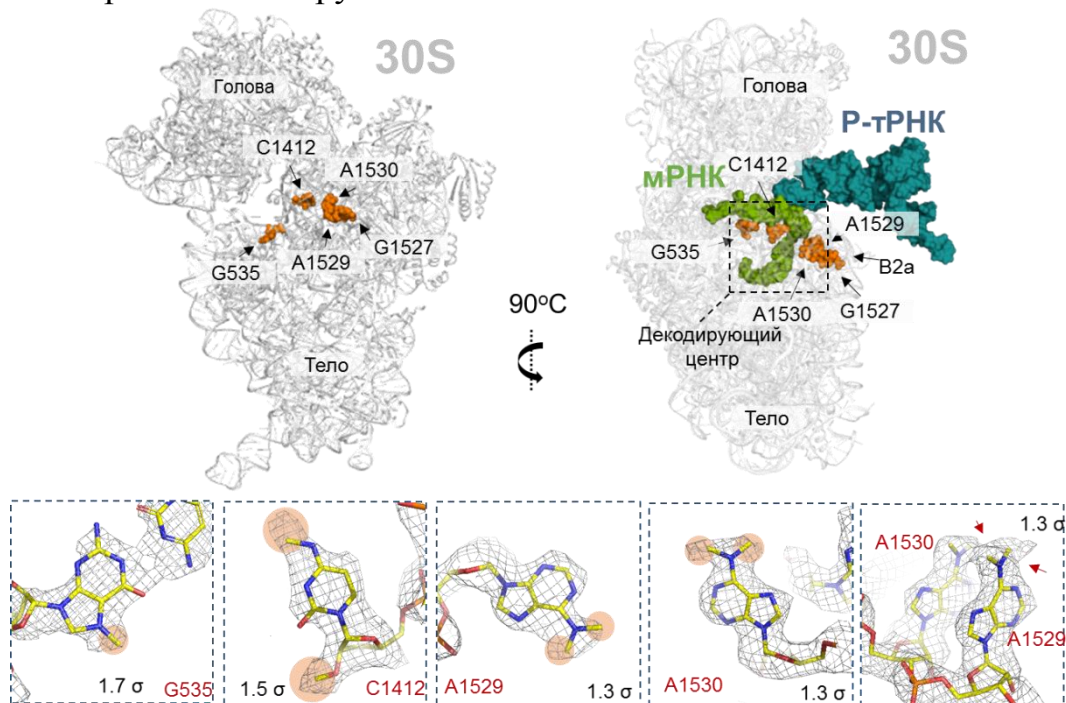 30S
Голова
C1412
A1530
G535
A1529
G1527
Тело
90°C
30S
Голова
P-тРНК
мРНК
C1412
A1529
G535
B2a
A1530
G1527
Декодирующий
центр
Тело
1.7 σ
G535
1.5 σ
C1412
A1529
1.3 σ
A1530
1.3 σ
1.3 σ
A1530
A1529